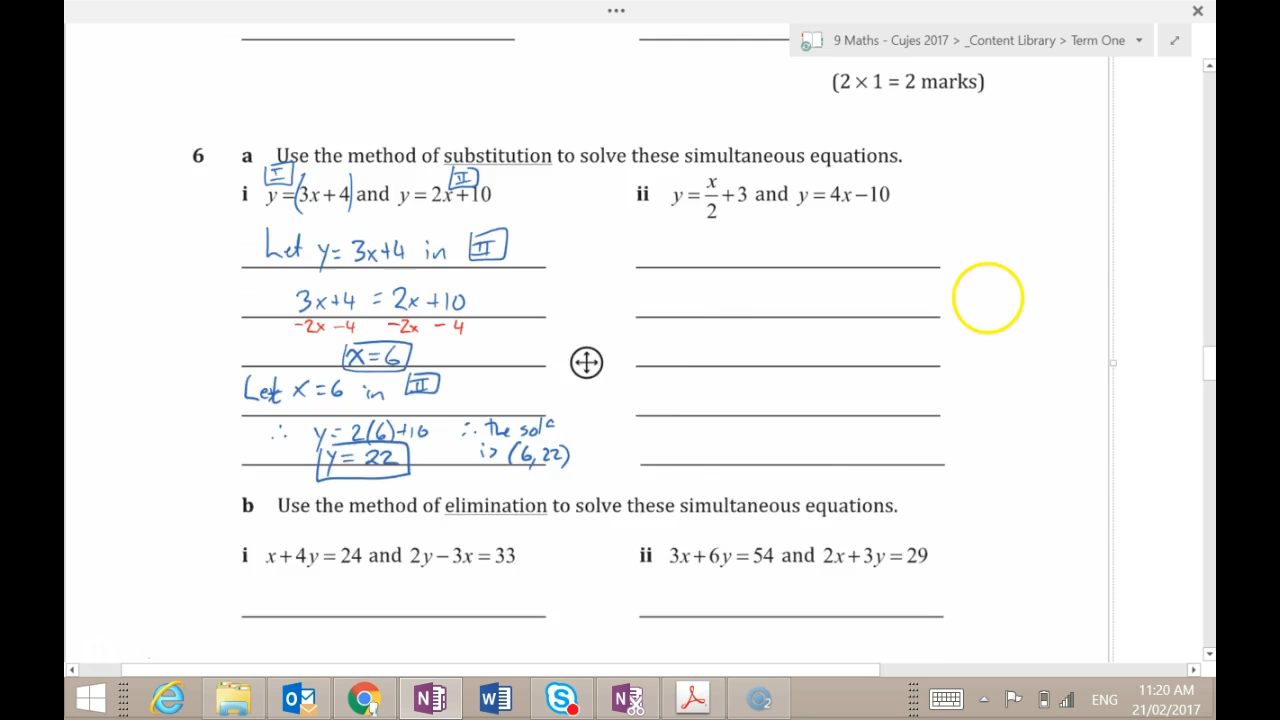 9 Maths - Cujes 2017 > _Content Library > Term One
(2 × 1 = 2 marks)
6 a Use the method of substitution to solve these simultaneous equations.
I II
i y = (3x + 4) and y = 2x + 10
ii y = x/2 + 3 and y = 4x − 10
Let y = 3x+4 in II
3x+4 = 2x +10
-2x -4 -2x - 4
x = 6
Let x = 6 in II
∴ y = 2(6)+10 ∴ the sol
y = 22 is (6, 22)
b Use the method of elimination to solve these simultaneous equations.
i x + 4y = 24 and 2y − 3x = 33
ii 3x + 6y = 54 and 2x + 3y = 29
ENG
11:20 AM
21/02/2017